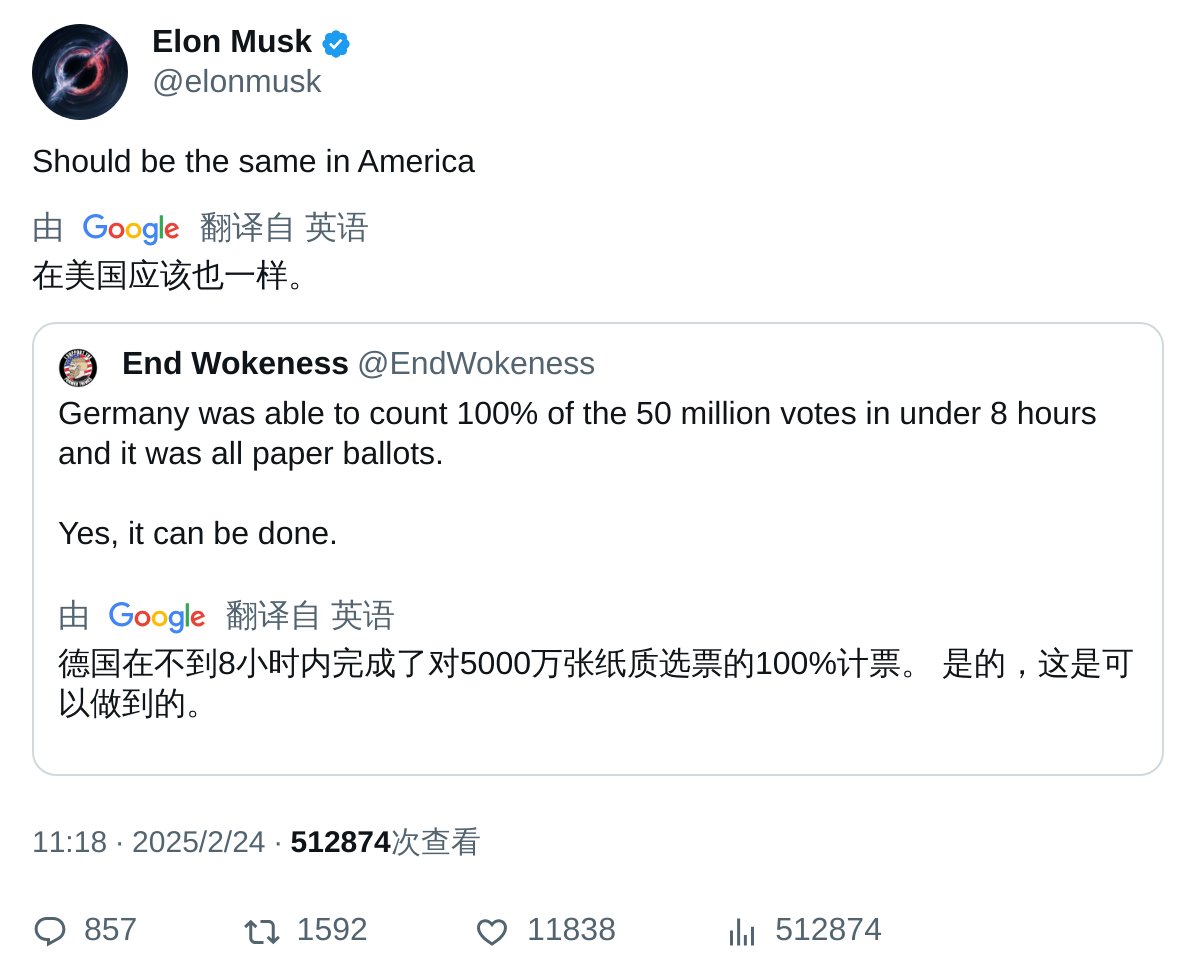 Elon Musk
@elonmusk
Should be the same in America
由 Google 翻译自 英语
在美国应该也一样。
End Wokeness @EndWokeness
Germany was able to count 100% of the 50 million votes in under 8 hours
and it was all paper ballots.
Yes, it can be done.
由 Google 翻译自 英语
德国在不到8小时内完成了对5000万张纸质选票的100%计票。 是的，这是可
以做到的。
11:18 · 2025/2/24 · 512874次查看
857 1592 11838 512874